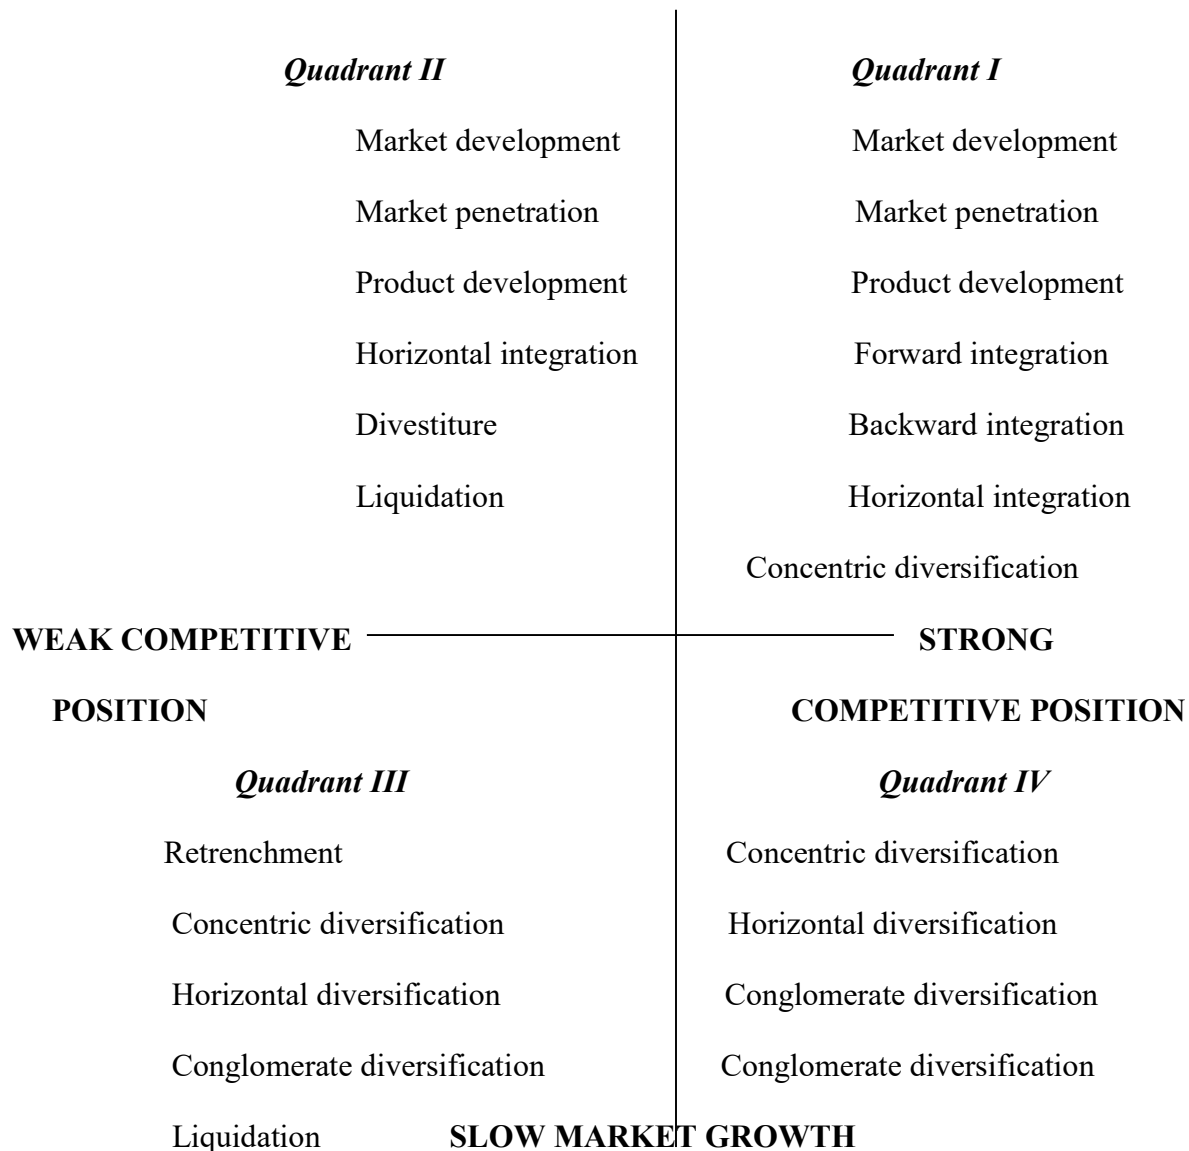 Quadrant II
Market development
Market penetration
Product development
Horizontal integration
Divestiture
Liquidation
Quadrant I
Market development
Market penetration
Product development
Forward integration
Backward integration
Horizontal integration
Concentric diversification
WEAK COMPETITIVE
POSITION
STRONG
COMPETITIVE POSITION
Quadrant III
Retrenchment
Concentric diversification
Horizontal diversification
Conglomerate diversification
Liquidation
Quadrant IV
Concentric diversification
Horizontal diversification
Conglomerate diversification
Conglomerate diversification
SLOW MARKET GROWTH